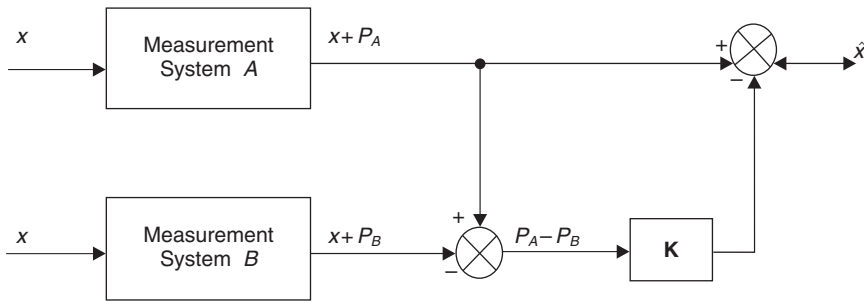 x
Measurement
System A
x + P_A
+
−
x̂
x
Measurement
System B
x + P_B
+
−
P_A − P_B
K